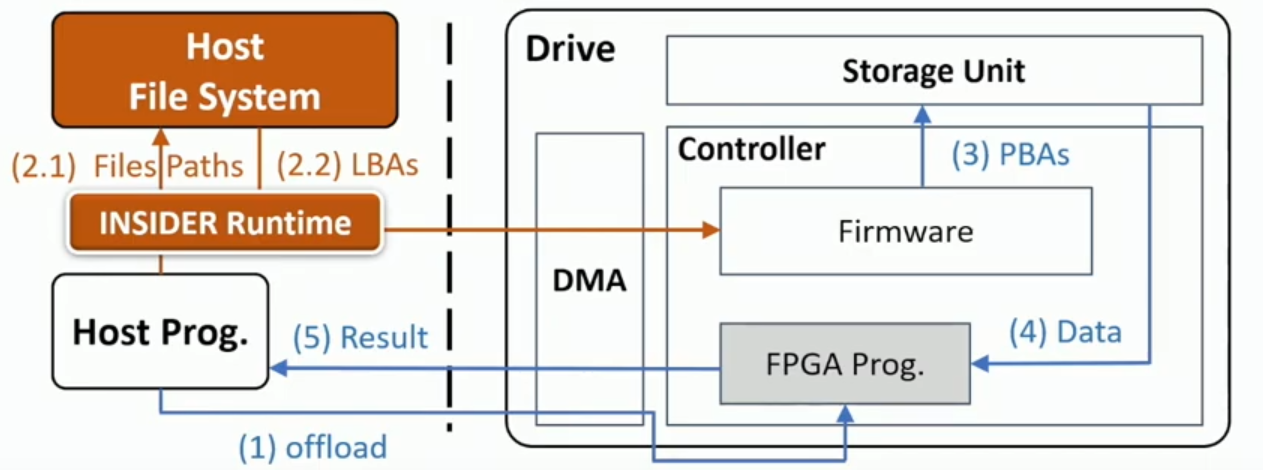 Host
File System
(2.1) Files Paths
(2.2) LBAs
INSIDER Runtime
Host Prog.
(5) Result
(1) offload
Drive
Storage Unit
DMA
Controller
(3) PBAs
Firmware
(4) Data
FPGA Prog.